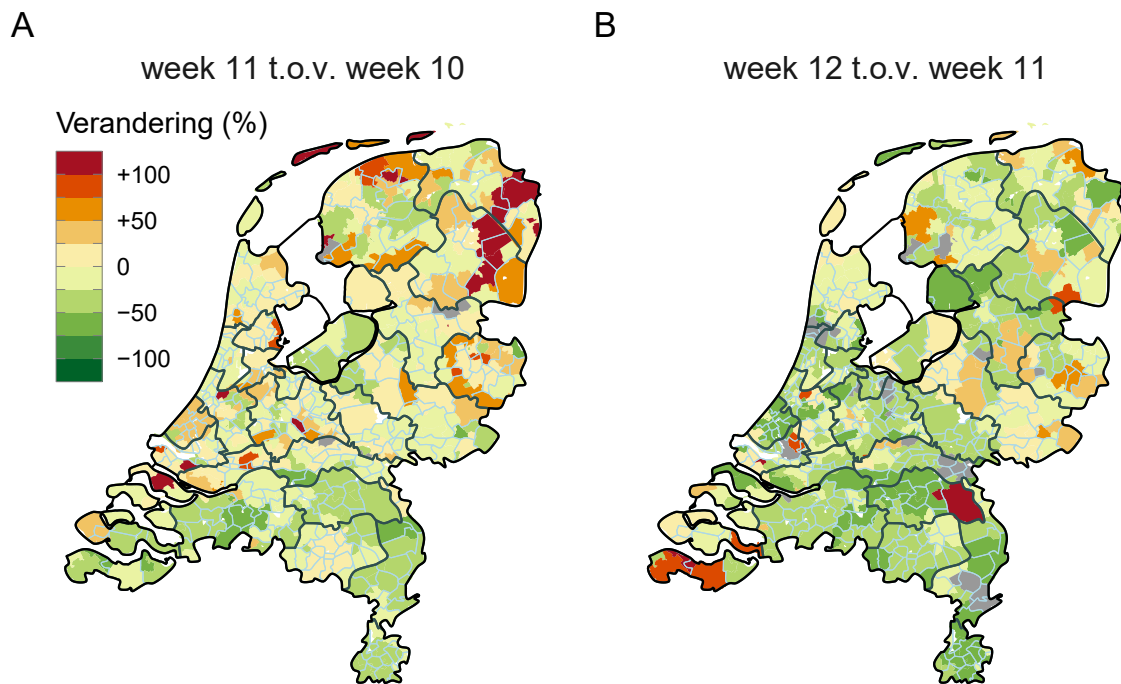 A
B
week 11 t.o.v. week 10
week 12 t.o.v. week 11
Verandering (%)
+100
+50
0
−50
−100